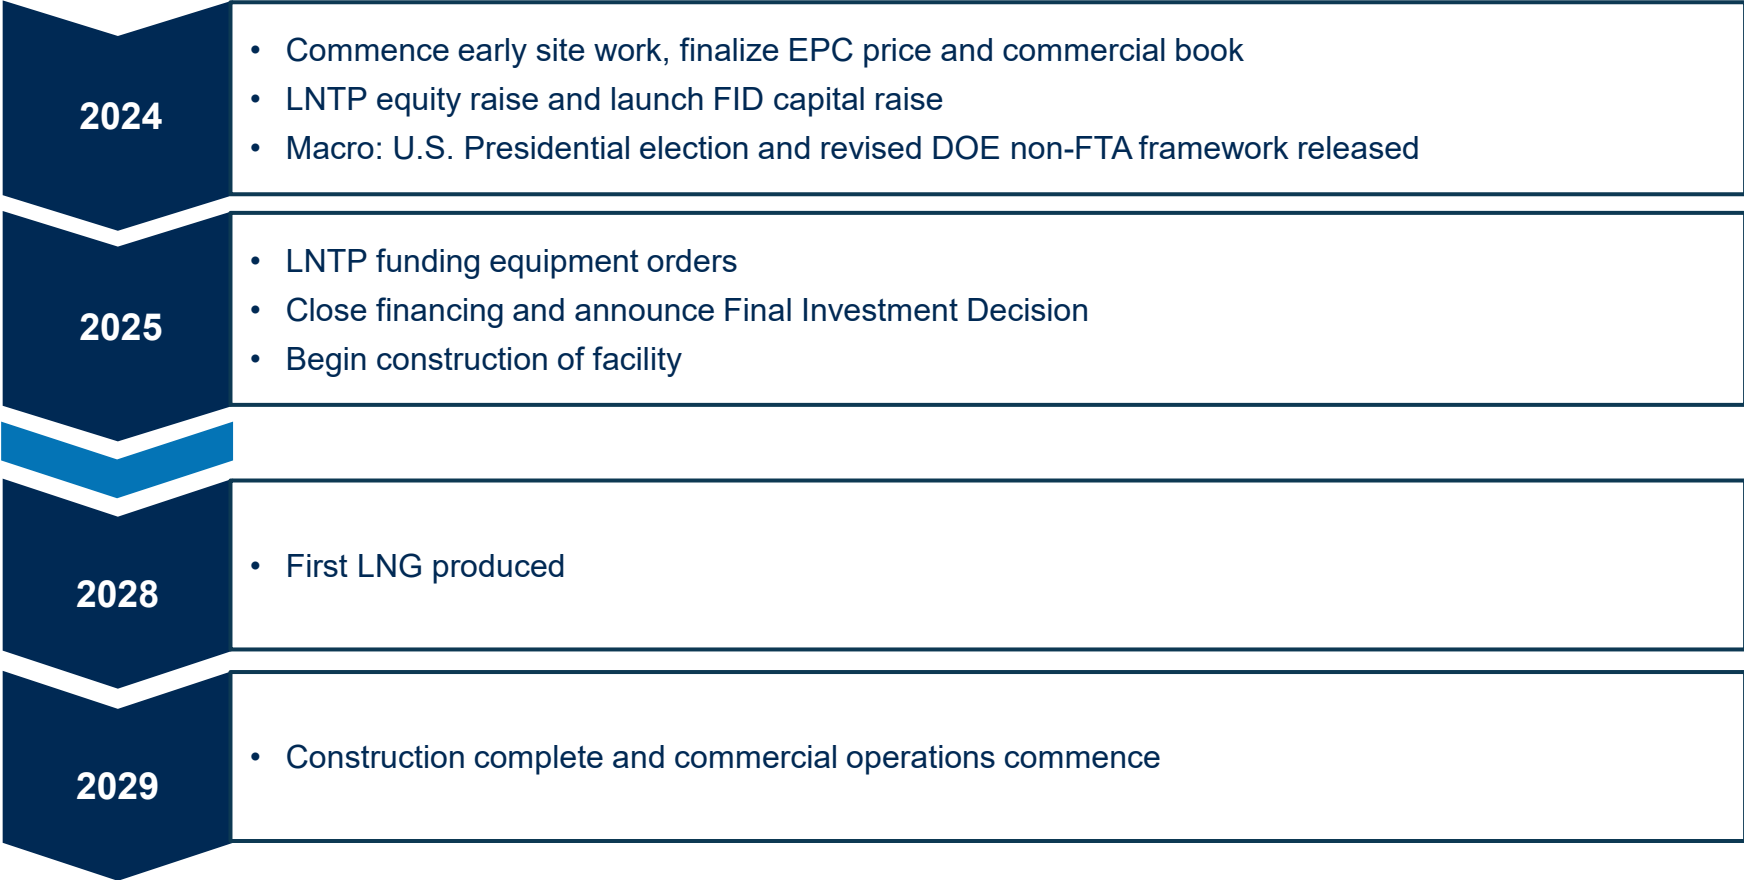 2024
• Commence early site work, finalize EPC price and commercial book
• LNTP equity raise and launch FID capital raise
• Macro: U.S. Presidential election and revised DOE non-FTA framework released
2025
• LNTP funding equipment orders
• Close financing and announce Final Investment Decision
• Begin construction of facility
2028
• First LNG produced
2029
• Construction complete and commercial operations commence